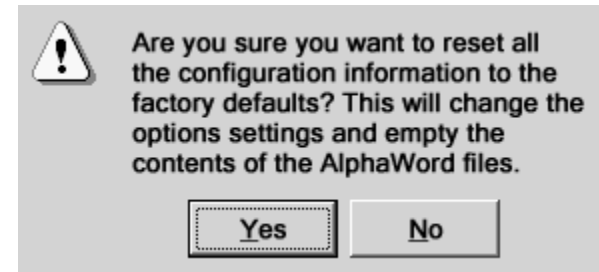 Are you sure you want to reset all
the configuration information to the
factory defaults? This will change the
options settings and empty the
contents of the AlphaWord files.
Yes No